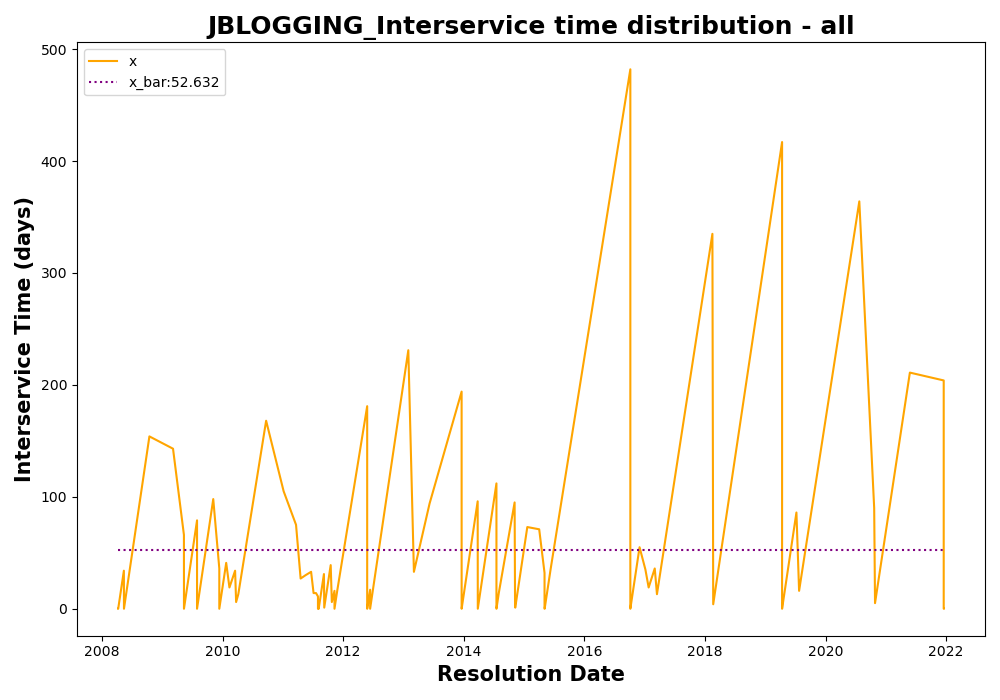 JBLOGGING_Interservice time distribution - all
x
x_bar:52.632
Interservice Time (days)
500
400
300
200
100
0
2008 2010 2012 2014 2016 2018 2020 2022
Resolution Date